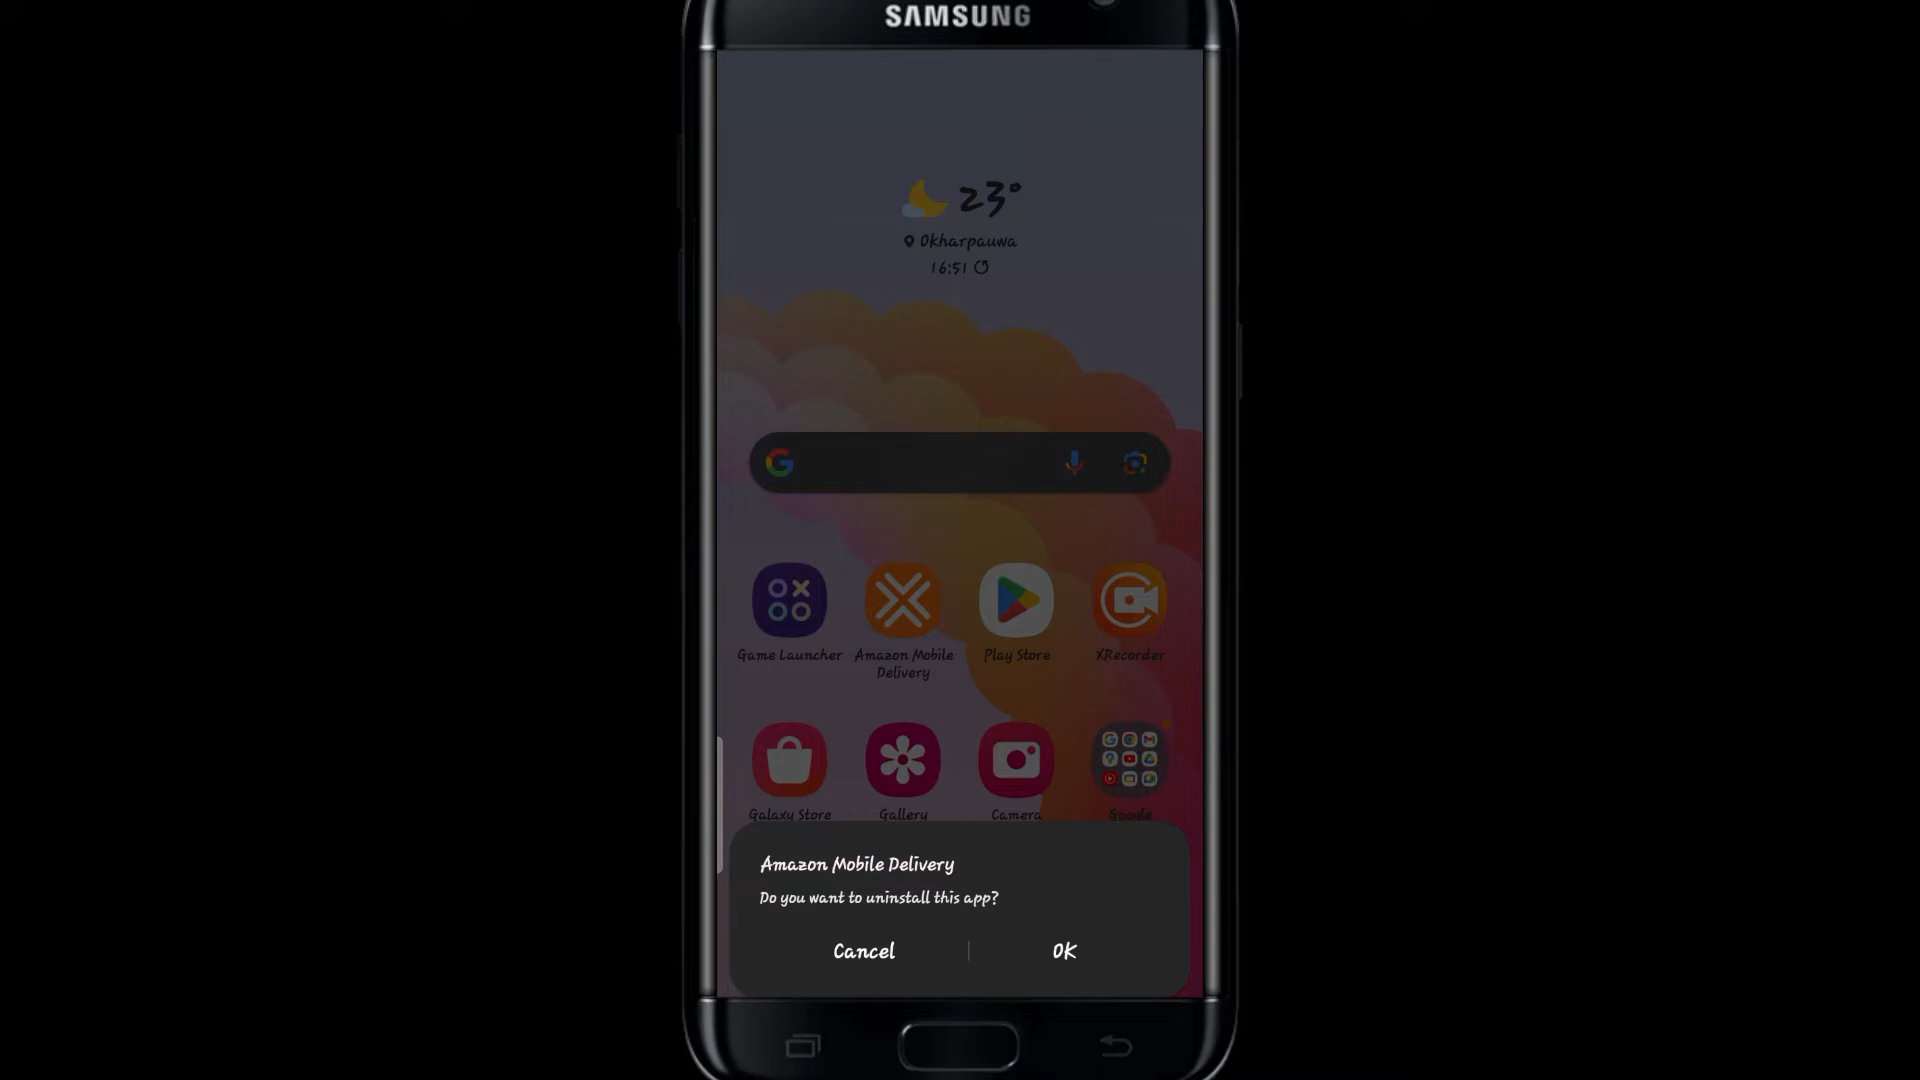 SAMSUNG
23°
Okharpauwa
16:51
Game Launcher
Amazon Mobile Delivery
Play Store
XRecorder
Galaxy Store
Gallery
Camera
Google
Amazon Mobile Delivery
Do you want to uninstall this app?
Cancel
OK